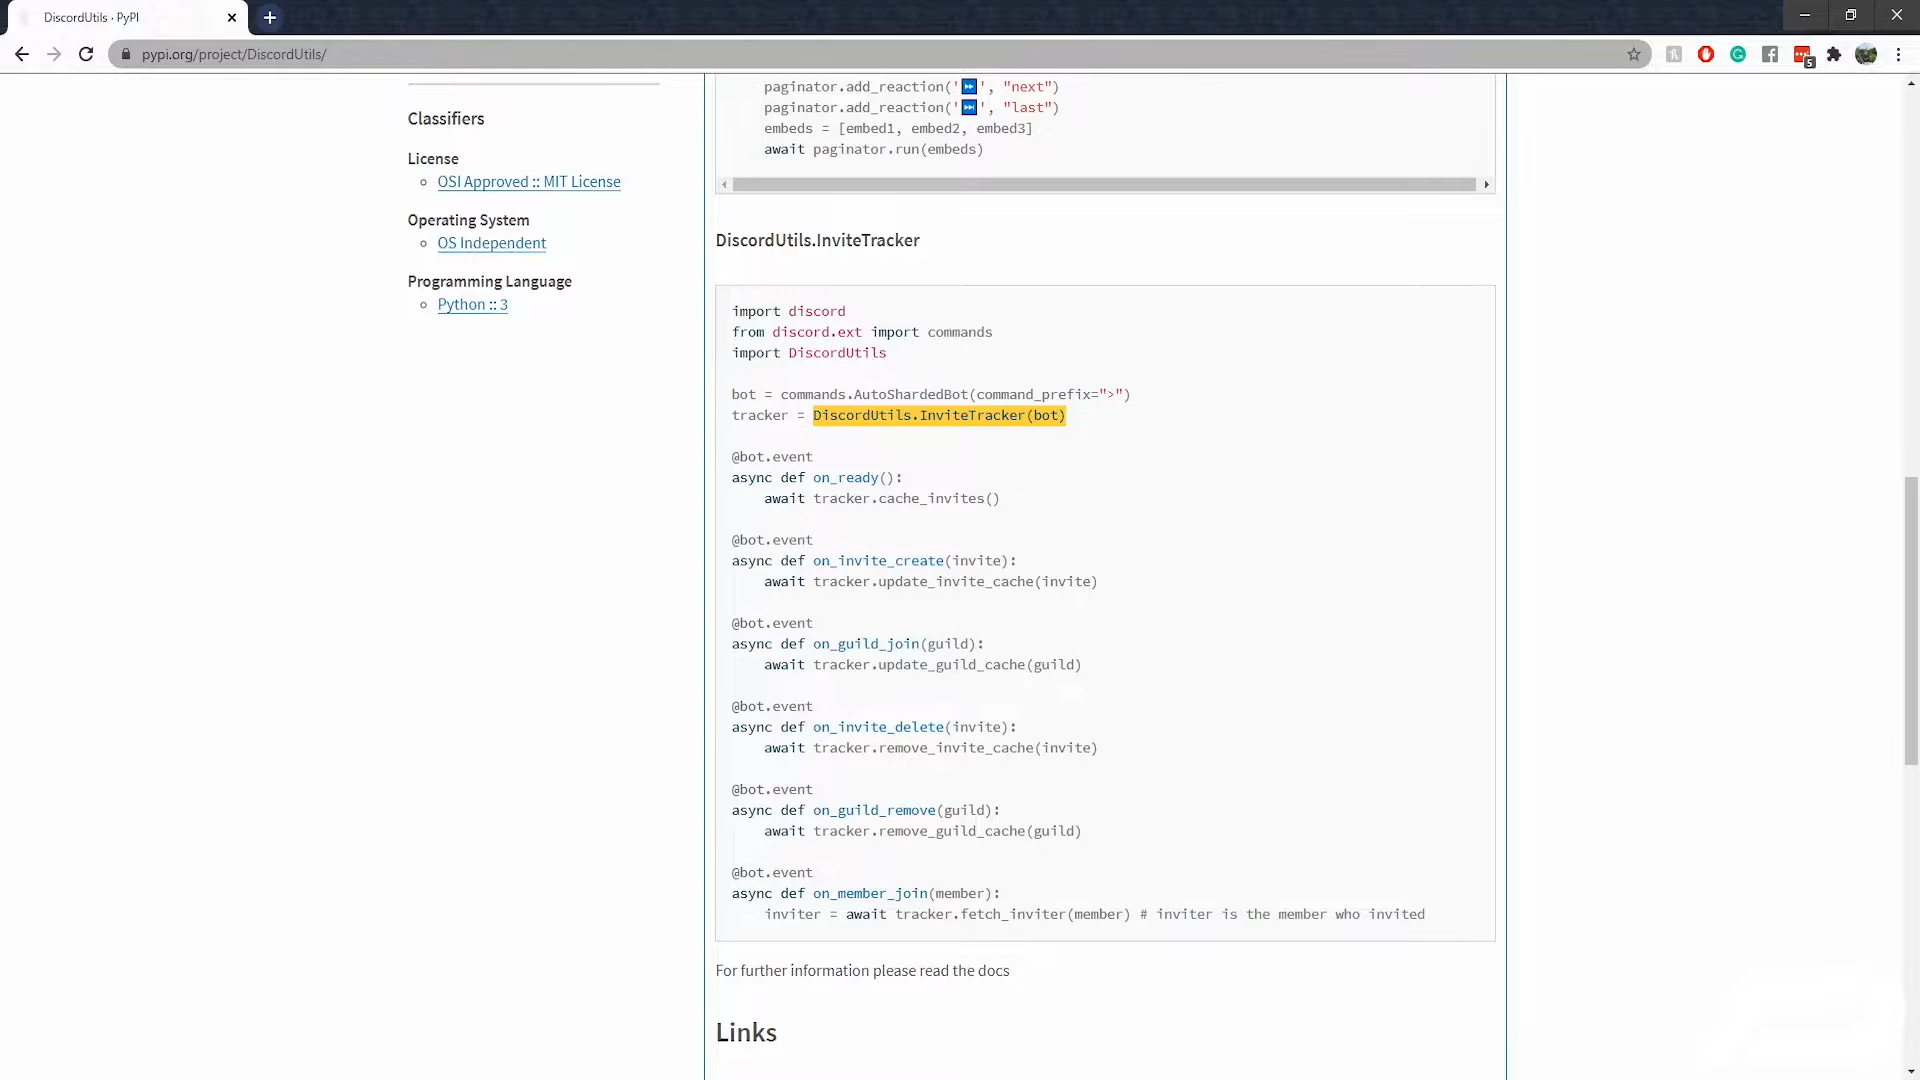 DiscordUtils · PyPI
pypi.org/project/DiscordUtils/
5
Classifiers
License
OSI Approved :: MIT License
Operating System
OS Independent
Programming Language
Python :: 3
paginator.add_reaction('⏩', "next")
paginator.add_reaction('⏭', "last")
embeds = [embed1, embed2, embed3]
await paginator.run(embeds)
DiscordUtils.InviteTracker
import discord
from discord.ext import commands
import DiscordUtils
bot = commands.AutoShardedBot(command_prefix=">")
tracker = DiscordUtils.InviteTracker(bot)
@bot.event
async def on_ready():
await tracker.cache_invites()
@bot.event
async def on_invite_create(invite):
await tracker.update_invite_cache(invite)
@bot.event
async def on_guild_join(guild):
await tracker.update_guild_cache(guild)
@bot.event
async def on_invite_delete(invite):
await tracker.remove_invite_cache(invite)
@bot.event
async def on_guild_remove(guild):
await tracker.remove_guild_cache(guild)
@bot.event
async def on_member_join(member):
inviter = await tracker.fetch_inviter(member) # inviter is the member who invited
For further information please read the docs
Links